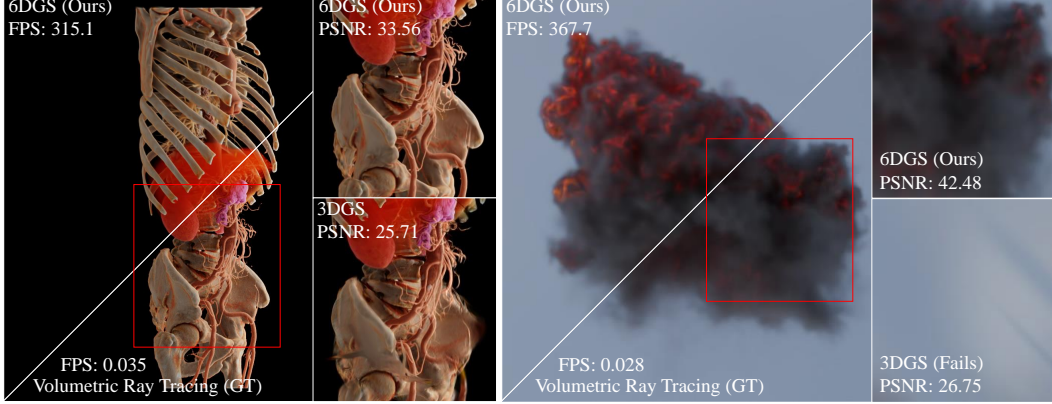 6DGS (Ours)
FPS: 315.1
6DGS (Ours)
PSNR: 33.56
3DGS
PSNR: 25.71
FPS: 0.035
Volumetric Ray Tracing (GT)
6DGS (Ours)
FPS: 367.7
6DGS (Ours)
PSNR: 42.48
FPS: 0.028
Volumetric Ray Tracing (GT)
3DGS (Fails)
PSNR: 26.75